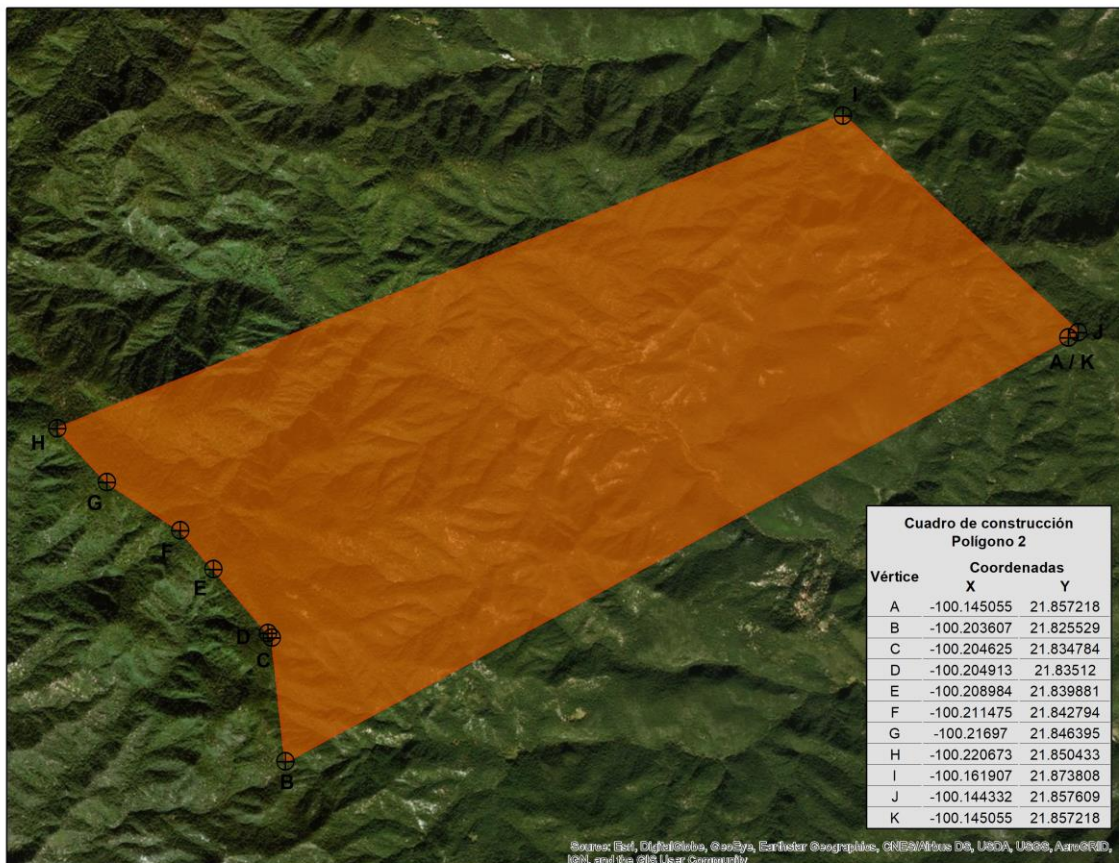 I
J
A / K
H
G
F
E
D
C
B
Cuadro de construcción
Polígono 2
Vértice Coordenadas
X Y
A -100.145055 21.857218
B -100.203607 21.825529
C -100.204625 21.834784
D -100.204913 21.83512
E -100.208984 21.839881
F -100.211475 21.842794
G -100.21697 21.846395
H -100.220673 21.850433
I -100.161907 21.873808
J -100.144332 21.857609
K -100.145055 21.857218
Source: Esri, DigitalGlobe, GeoEye, Earthstar Geographics, CNES/Airbus DS, USDA, USGS, AeroGRID,
IGN, and the GIS User Community